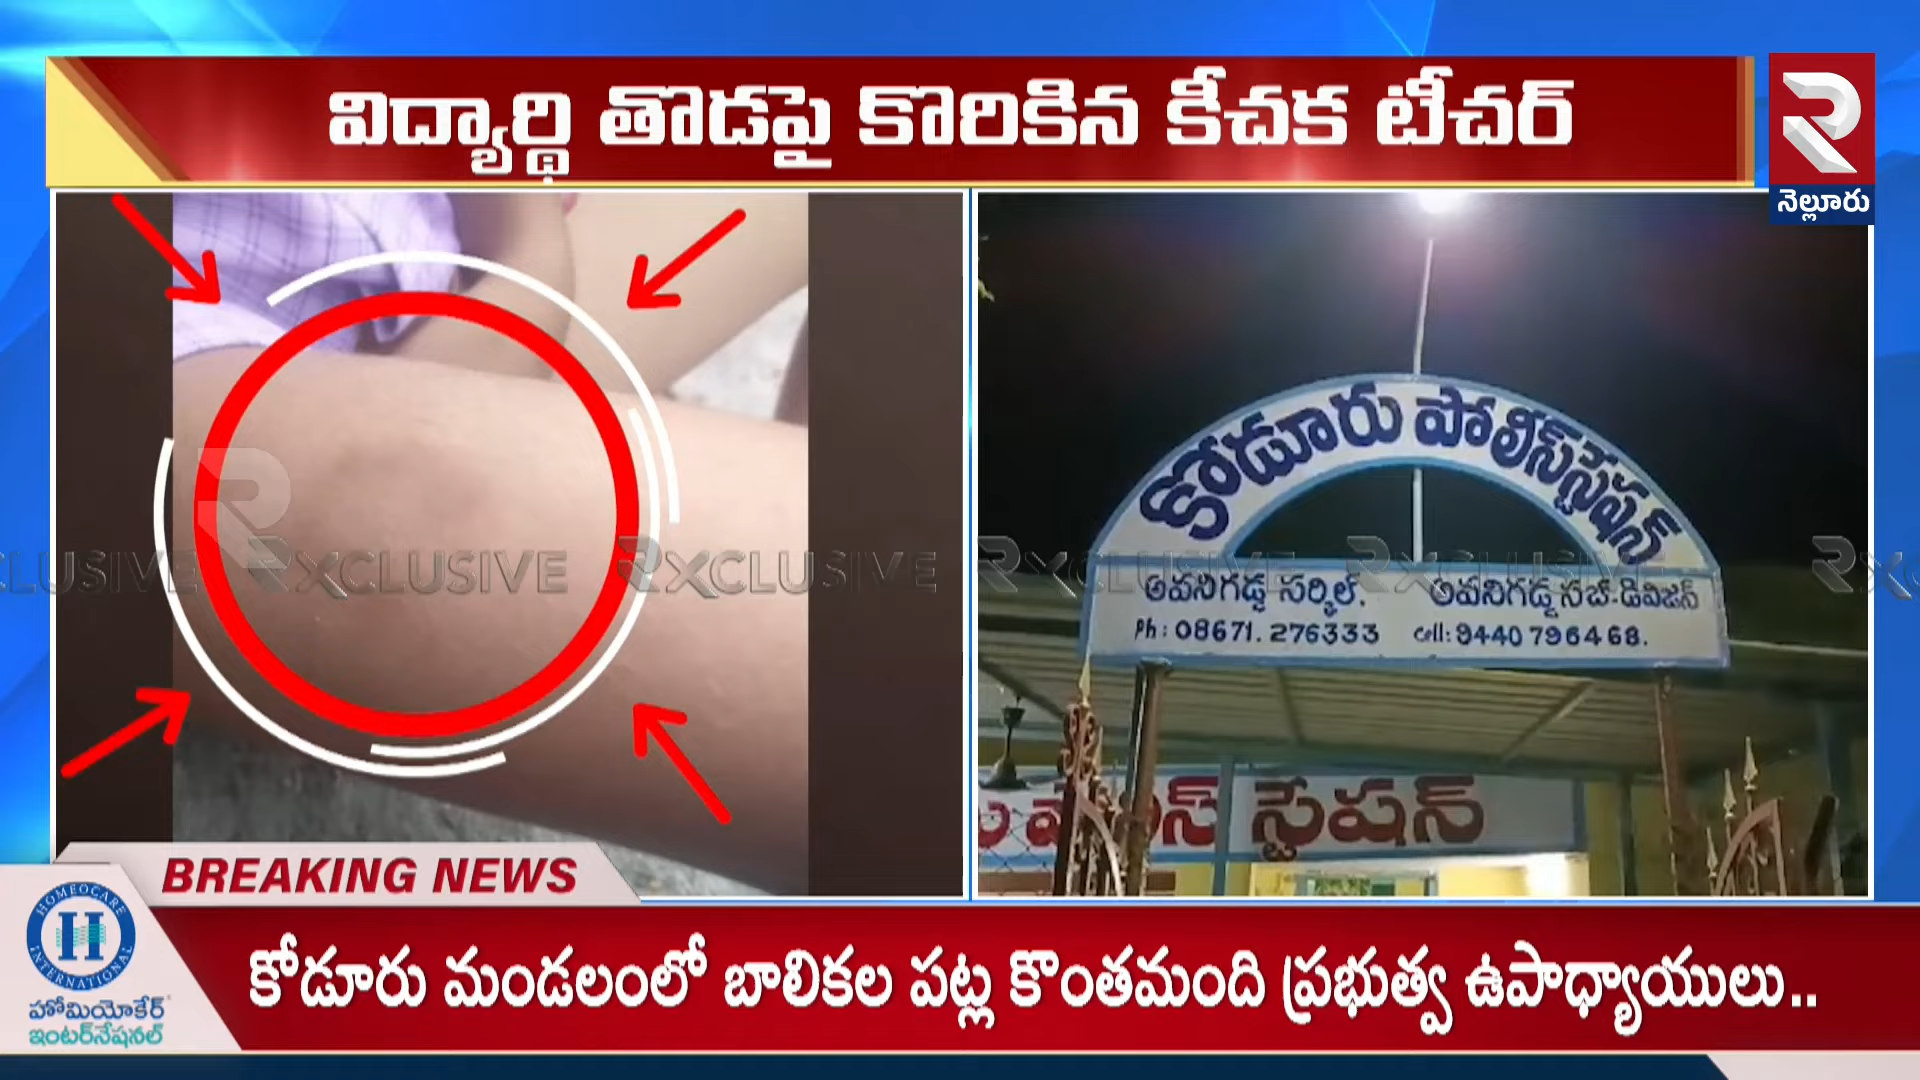 విద్యార్థి తొడపై కొరికిన కీచక టీచర్
R
నెల్లూరు
RXCLUSIVE RXCLUSIVE
కోడూరు పోలీస్‌స్టేషన్
అవనిగడ్డ సర్కిల్. అవనిగడ్డ సబ్-డివిజన్
Ph: 08671. 276333 Cell: 9440796468.
పోలీస్ స్టేషన్
BREAKING NEWS
HOMEOCARE
H
INTERNATIONAL
హోమియోకేర్
ఇంటర్‌నేషనల్
కోడూరు మండలంలో బాలికల పట్ల కొంతమంది ప్రభుత్వ ఉపాధ్యాయులు..